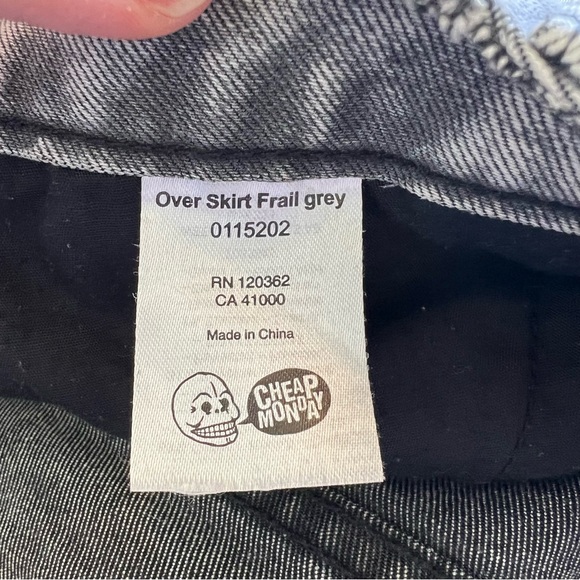 Over Skirt Frail grey
0115202
RN 120362
CA 41000
Made in China
CHEAP
MONDAY